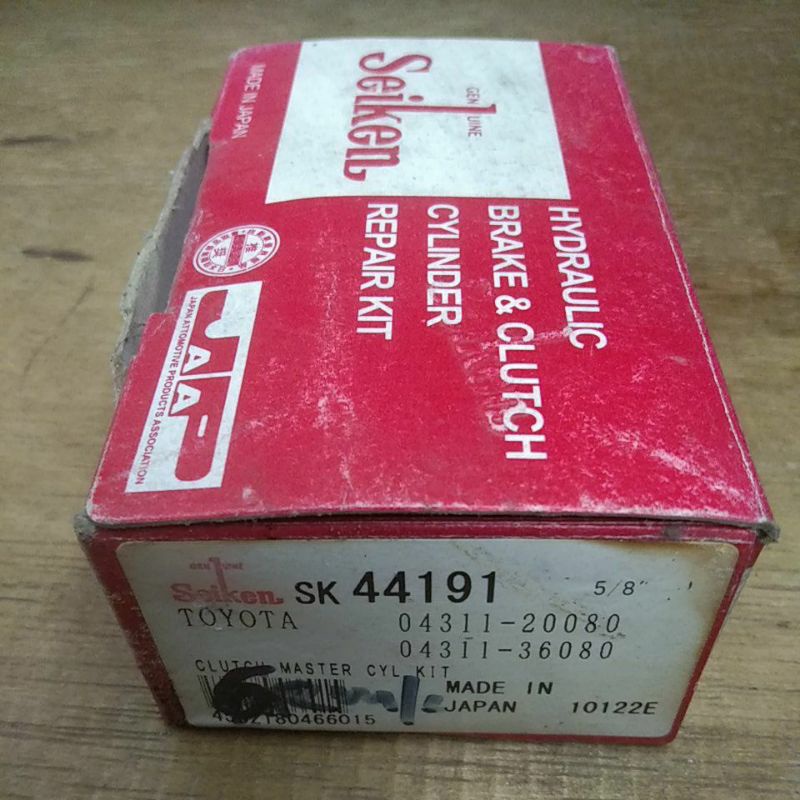 MADE IN JAPAN
GENUINE
Seiken
HYDRAULIC
BRAKE & CLUTCH
CYLINDER
REPAIR KIT
JAPAN AUTOMOTIVE PRODUCTS ASSOCIATION
GENUINE
Seiken SK 44191 5/8"
TOYOTA 04311-20080
04311-36080
CLUTCH MASTER CYL KIT
MADE IN
JAPAN 10122E